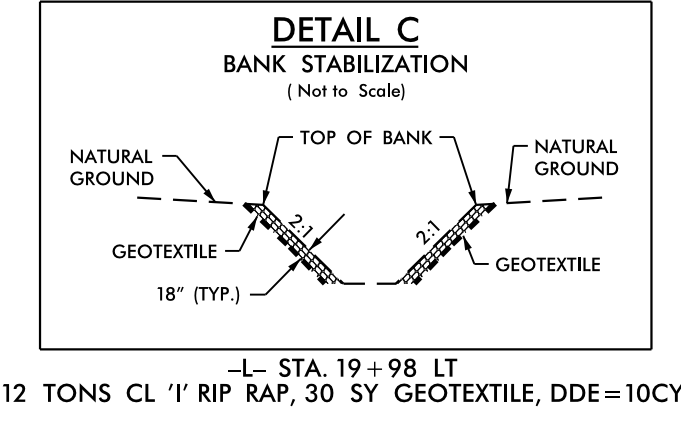 DETAIL C
BANK STABILIZATION
( Not to Scale)
TOP OF BANK
NATURAL
GROUND
NATURAL
GROUND
2:1
2:1
GEOTEXTILE
GEOTEXTILE
18" (TYP.)
–L– STA. 19+98 LT
12 TONS CL 'I' RIP RAP, 30 SY GEOTEXTILE, DDE=10CY